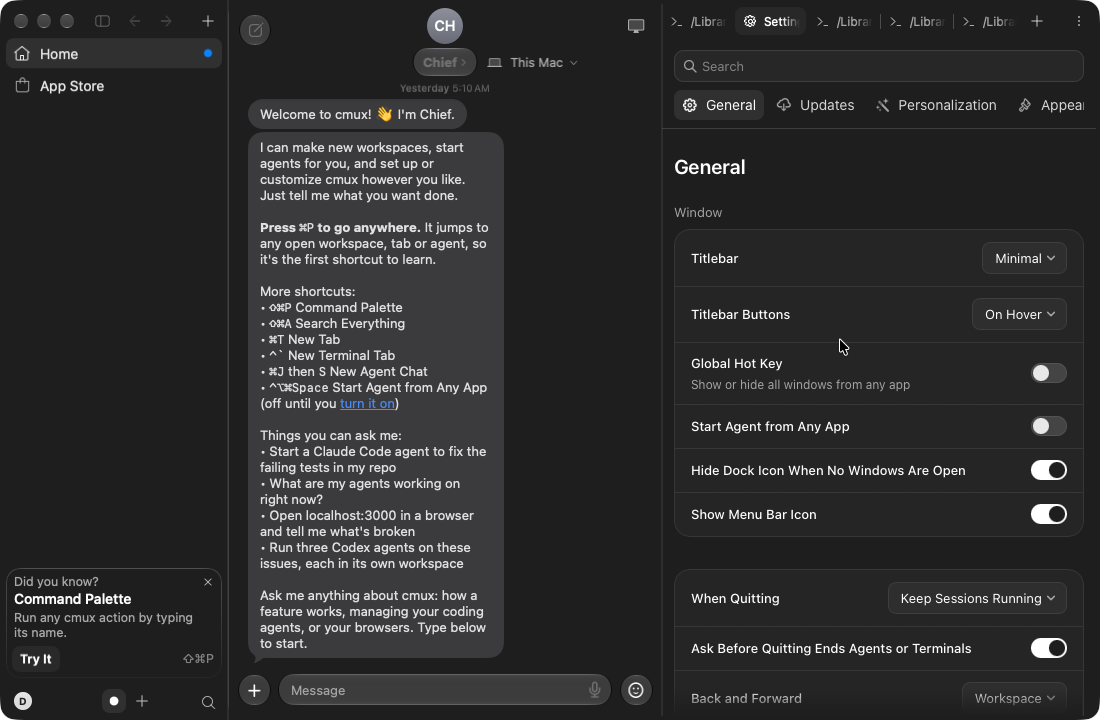 Home
App Store
Did you know?
Command Palette
Run any cmux action by typing
its name.
Try It
⇧⌘P
D
CH
Chief
This Mac
Yesterday 5:10 AM
Welcome to cmux! 👋 I'm Chief.
I can make new workspaces, start
agents for you, and set up or
customize cmux however you like.
Just tell me what you want done.
Press ⌘P to go anywhere. It jumps to
any open workspace, tab or agent, so
it's the first shortcut to learn.
More shortcuts:
• ⇧⌘P Command Palette
• ⇧⌘A Search Everything
• ⌘T New Tab
• ^` New Terminal Tab
• ⌘J then S New Agent Chat
• ^⌥⌘Space Start Agent from Any App
(off until you turn it on)
Things you can ask me:
• Start a Claude Code agent to fix the
failing tests in my repo
• What are my agents working on
right now?
• Open localhost:3000 in a browser
and tell me what's broken
• Run three Codex agents on these
issues, each in its own workspace
Ask me anything about cmux: how a
feature works, managing your coding
agents, or your browsers. Type below
to start.
Message
/Librar
Settin
/Librar
/Librar
/Libra
Search
General
Updates
Personalization
Appear
General
Window
Titlebar
Minimal
Titlebar Buttons
On Hover
Global Hot Key
Show or hide all windows from any app
Start Agent from Any App
Hide Dock Icon When No Windows Are Open
Show Menu Bar Icon
When Quitting
Keep Sessions Running
Ask Before Quitting Ends Agents or Terminals
Back and Forward
Workspace